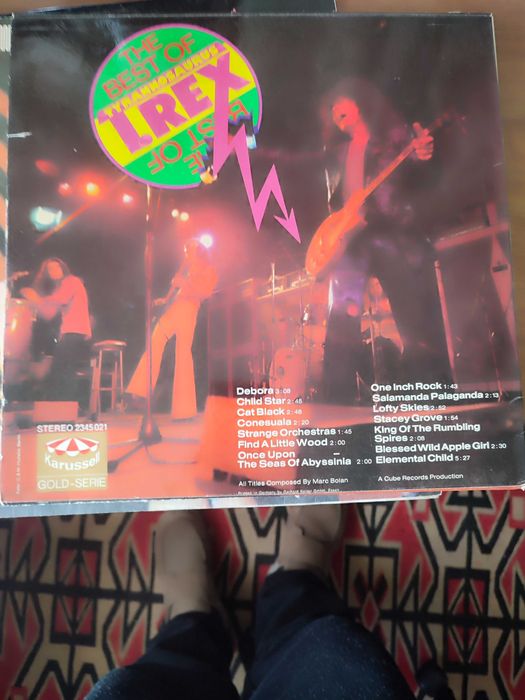 THE
BEST OF
TYRANNOSAURUS
T.REX
THE
BEST OF
Debora 3:08
Child Star 2:45
Cat Black 2:48
Conesuala 2:20
Strange Orchestras 1:45
Find A Little Wood 2:00
Once Upon
The Seas Of Abyssinia 2:00
One Inch Rock 1:43
Salamanda Palaganda 2:13
Lofty Skies 2:52
Stacey Grove 1:54
King Of The Rumbling
Spires 2:08
Blessed Wild Apple Girl 2:30
Elemental Child 5:27
All Titles Composed By Marc Bolan
A Cube Records Production
STEREO 2345 021
Karussell
GOLD-SERIE